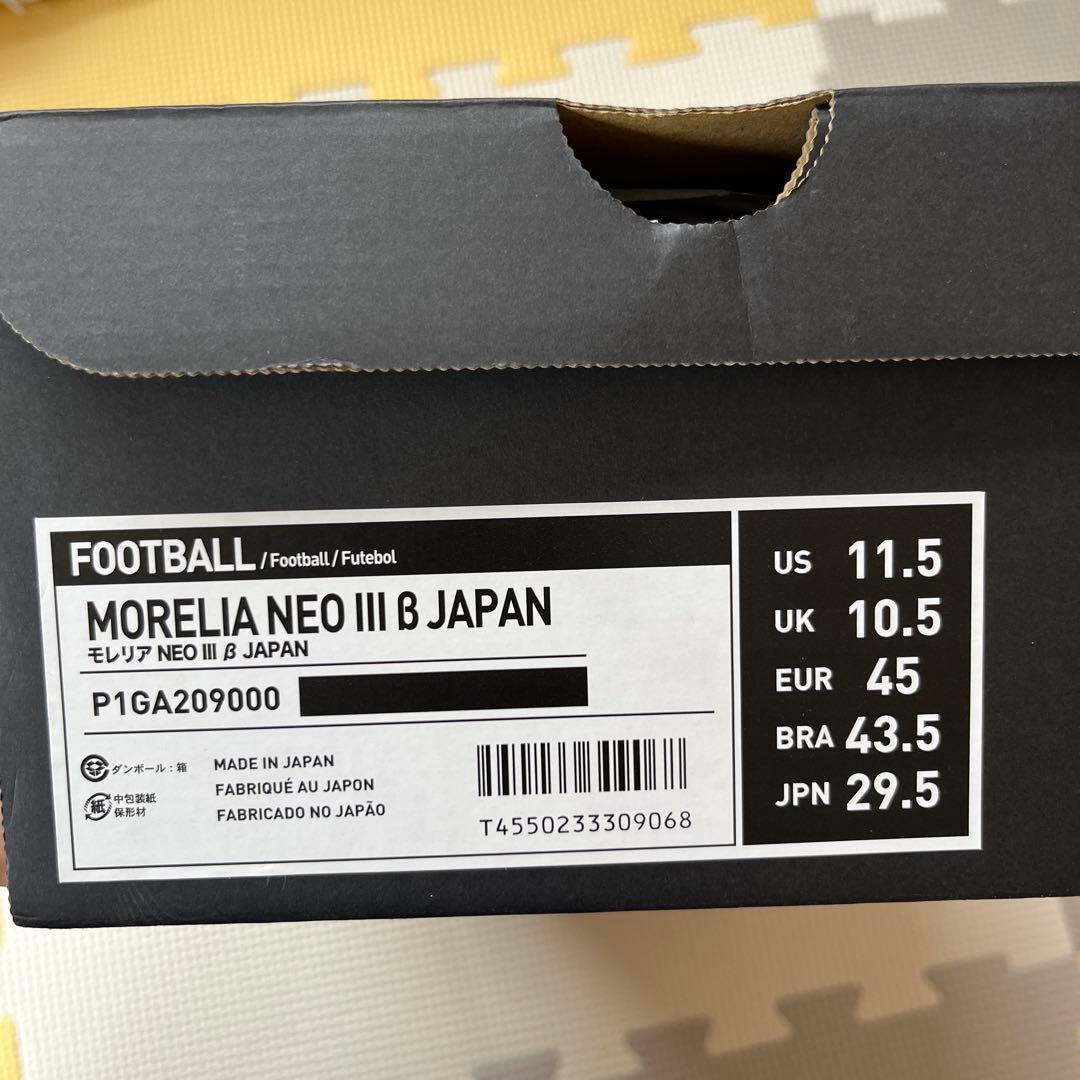 FOOTBALL /Football/Futebol
MORELIA NEO III β JAPAN
モレリア NEO III β JAPAN
P1GA209000
ダンボール：箱
紙 中包装紙
保形材
MADE IN JAPAN
FABRIQUÉ AU JAPON
FABRICADO NO JAPÃO
T4550233309068
US 11.5
UK 10.5
EUR 45
BRA 43.5
JPN 29.5